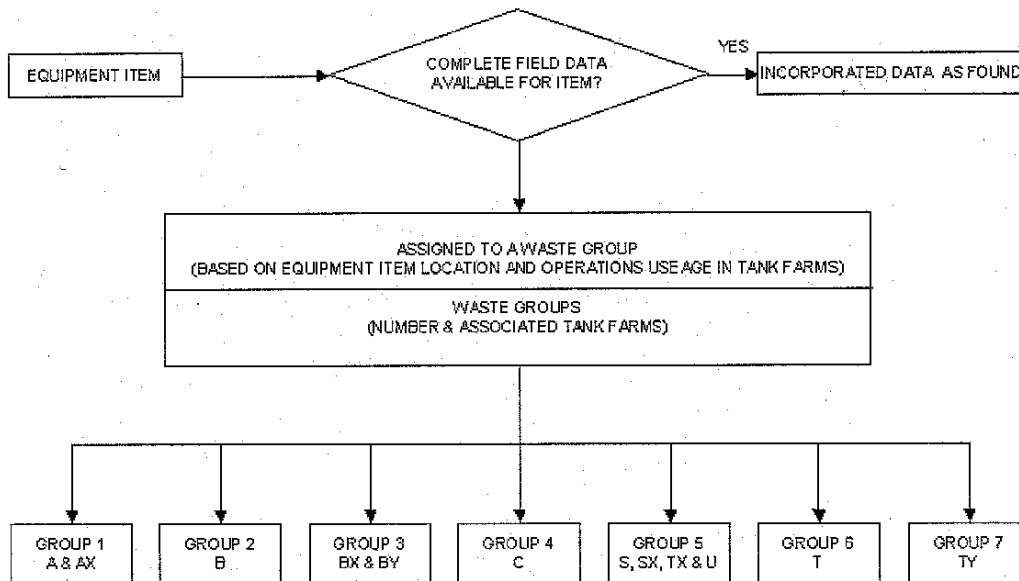 YES
EQUIPMENT ITEM
COMPLETE FIELD DATA
AVAILABLE FOR ITEM?
INCORPORATED DATA AS FOUND
ASSIGNED TO A WASTE GROUP
(BASED ON EQUIPMENT ITEM LOCATION AND OPERATIONS USEAGE IN TANK FARMS)
WASTE GROUPS
(NUMBER & ASSOCIATED TANK FARMS)
GROUP 1
A & AX
GROUP 2
B
GROUP 3
BX & BY
GROUP 4
C
GROUP 5
S, SX, TX & U
GROUP 6
T
GROUP 7
TY